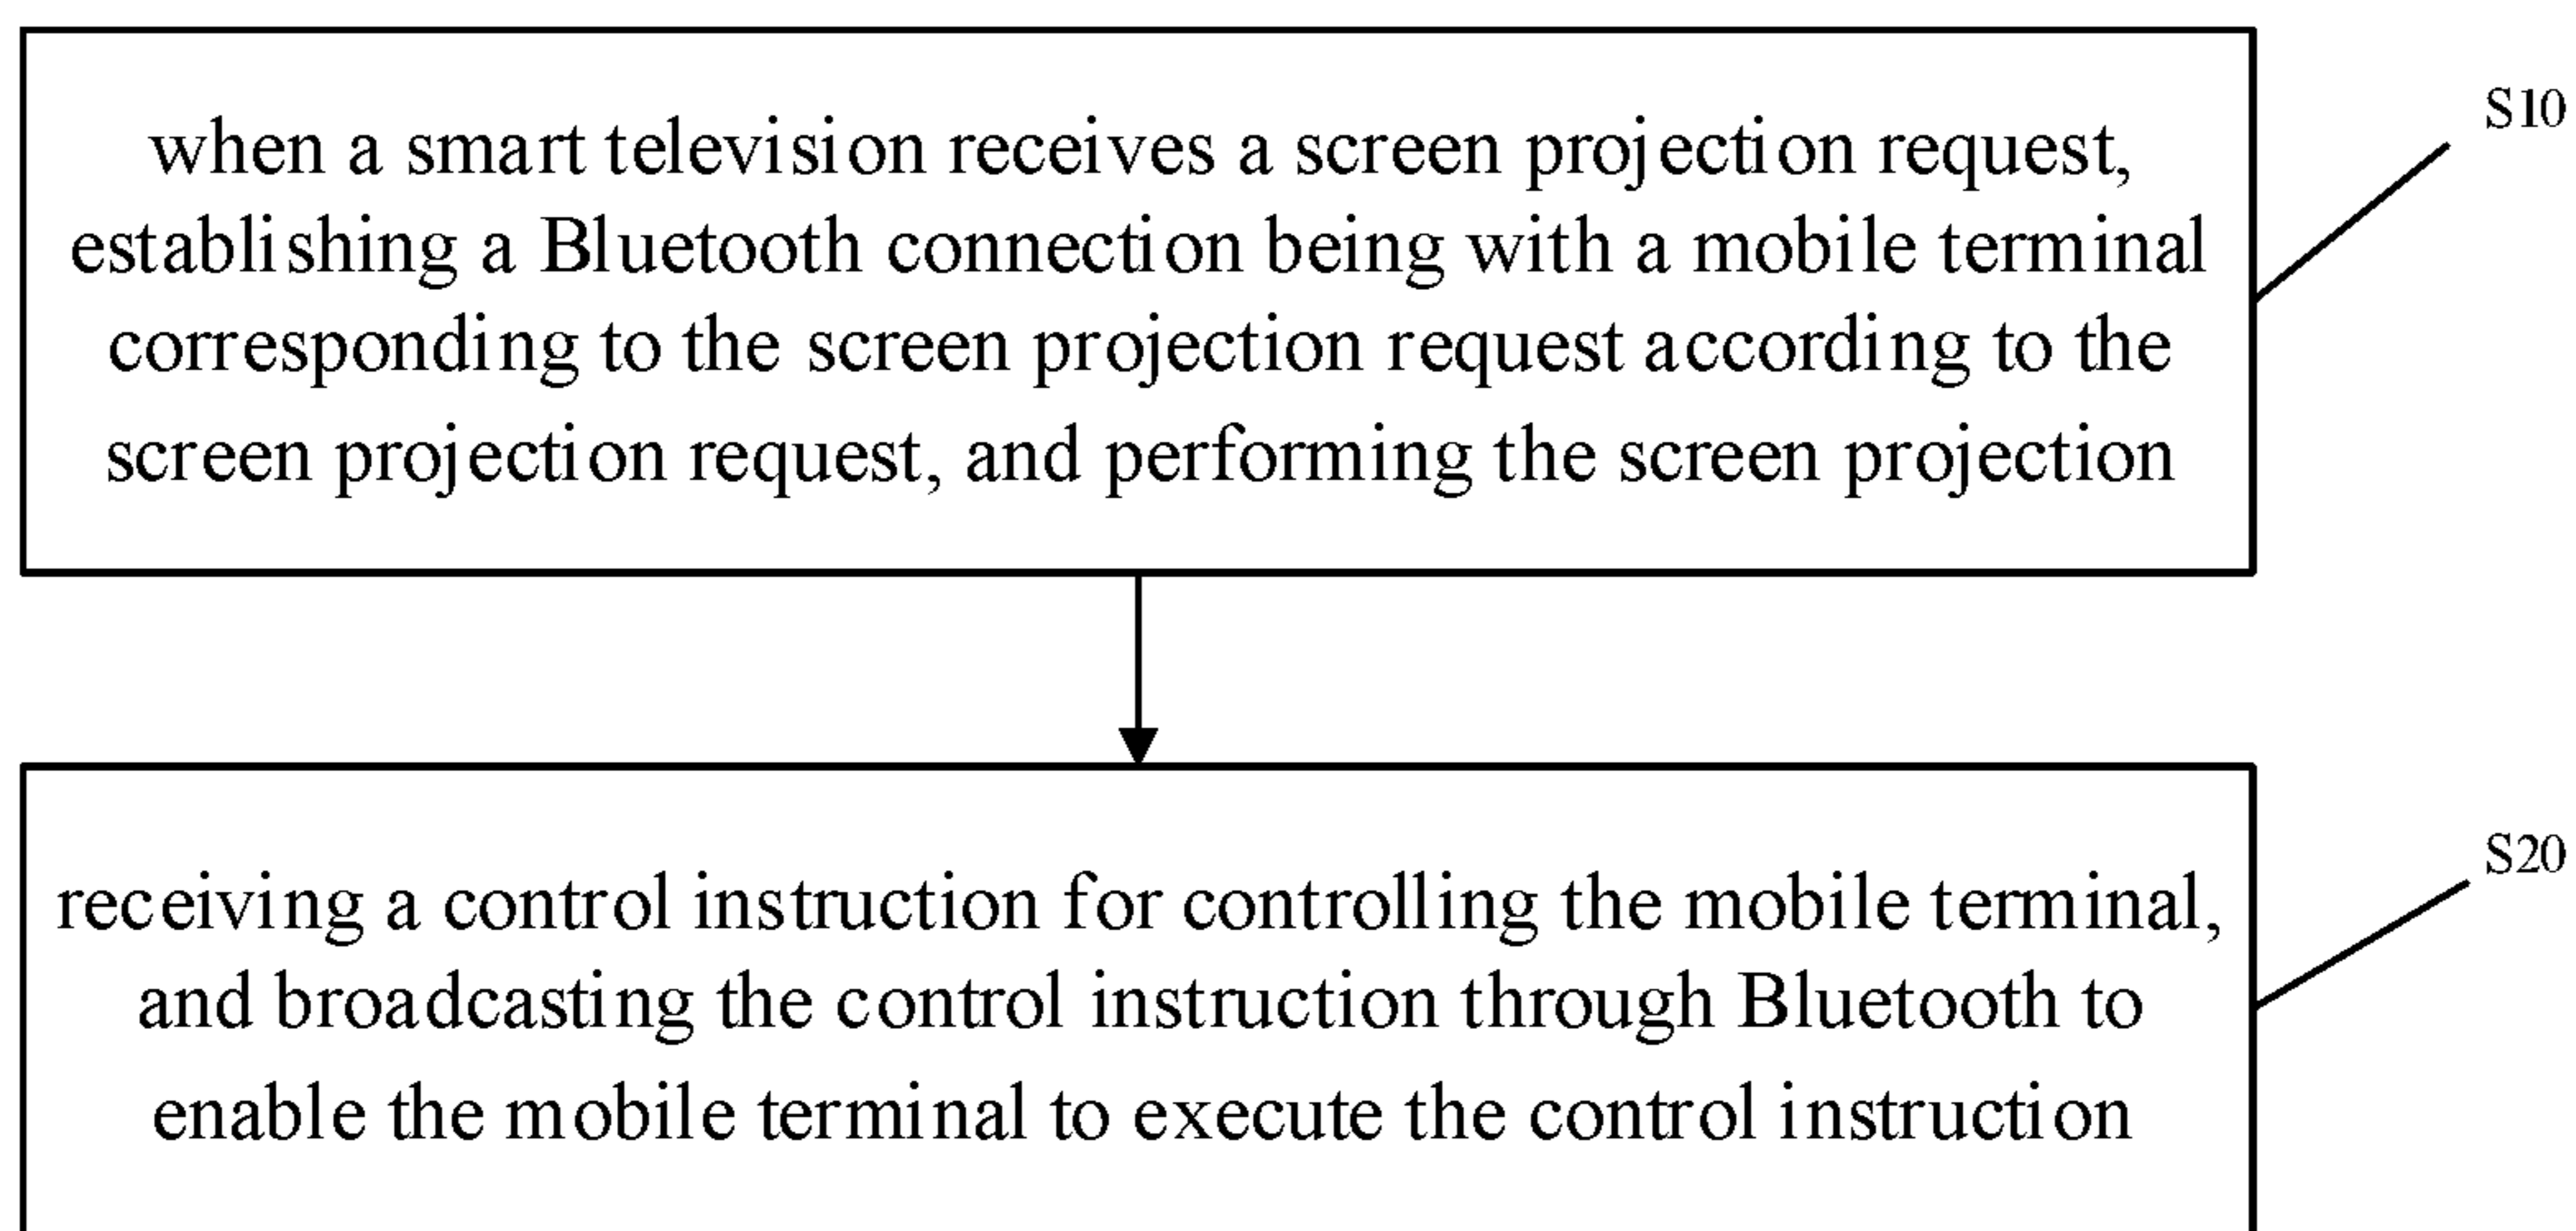 when a smart television receives a screen projection request,
establishing a Bluetooth connection being with a mobile terminal
corresponding to the screen projection request according to the
screen projection request, and performing the screen projection
S10
receiving a control instruction for controlling the mobile terminal,
and broadcasting the control instruction through Bluetooth to
enable the mobile terminal to execute the control instruction
S20